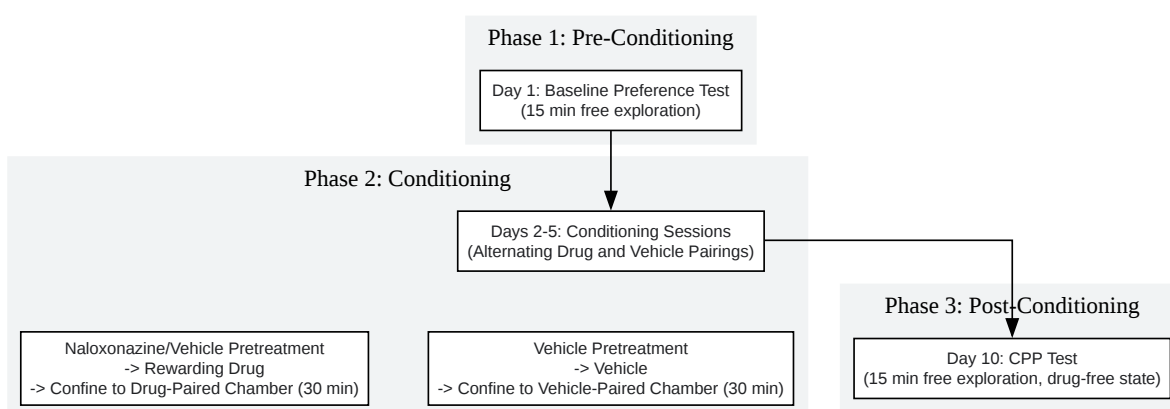 Phase 1: Pre-Conditioning
Day 1: Baseline Preference Test
(15 min free exploration)
Phase 2: Conditioning
Days 2-5: Conditioning Sessions
(Alternating Drug and Vehicle Pairings)
Naloxonazine/Vehicle Pretreatment
-> Rewarding Drug
-> Confine to Drug-Paired Chamber (30 min)
Vehicle Pretreatment
-> Vehicle
-> Confine to Vehicle-Paired Chamber (30 min)
Phase 3: Post-Conditioning
Day 10: CPP Test
(15 min free exploration, drug-free state)